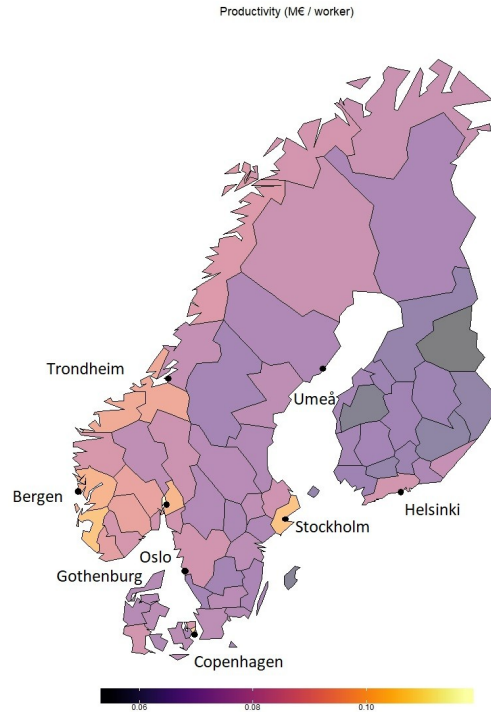 Productivity (M€ / worker)
Trondheim
Umeå
Bergen
Helsinki
Stockholm
Oslo
Gothenburg
Copenhagen
0.06 0.08 0.10